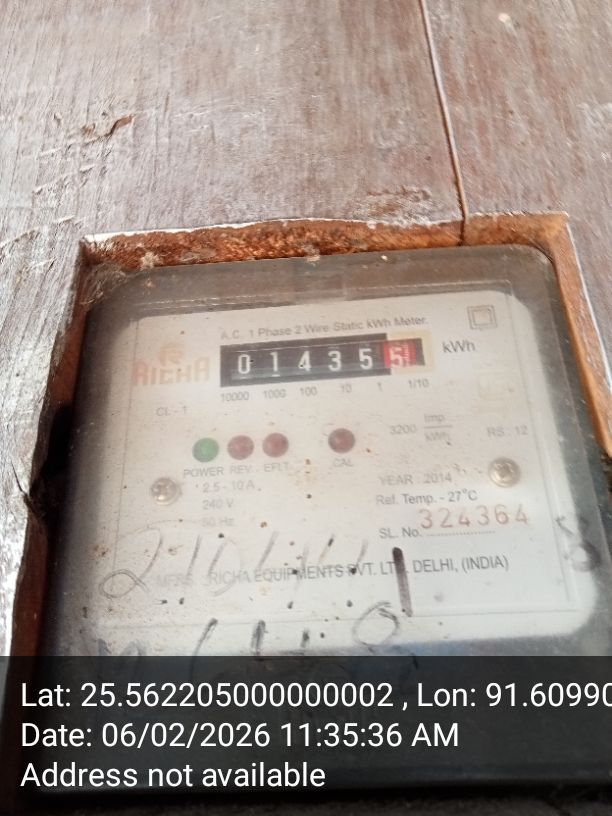 A.C. 1 Phase 2 Wire Static kWh Meter.
RICHA
0 1 4 3 5 5 kWh
10000 1000 100 10 1 1/10
CL - 1
3200 Imp. / kWh
RS : 12
POWER REV. EFLT. CAL
2.5 - 10 A.
240 V.
50 Hz
YEAR : 2014
Ref. Temp. - 27°C
SL. No. 324364
MFRS. : RICHA EQUIPMENTS PVT. LTD. DELHI, (INDIA)
Lat: 25.562205000000002 , Lon: 91.60990
Date: 06/02/2026 11:35:36 AM
Address not available